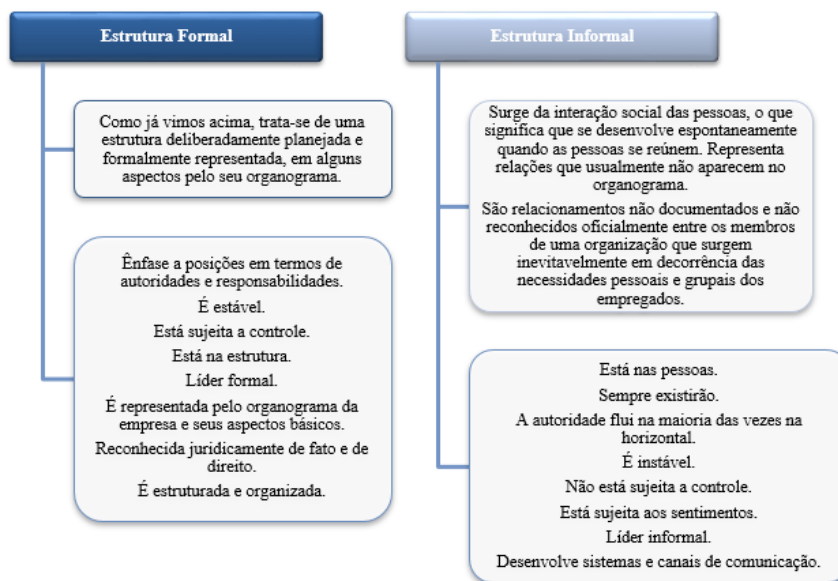 Estrutura Formal
Como já vimos acima, trata-se de uma
estrutura deliberadamente planejada e
formalmente representada, em alguns
aspectos pelo seu organograma.
Ênfase a posições em termos de
autoridades e responsabilidades.
É estável.
Está sujeita a controle.
Está na estrutura.
Líder formal.
É representada pelo organograma da
empresa e seus aspectos básicos.
Reconhecida juridicamente de fato e de
direito.
É estruturada e organizada.
Estrutura Informal
Surge da interação social das pessoas, o que
significa que se desenvolve espontaneamente
quando as pessoas se reúnem. Representa
relações que usualmente não aparecem no
organograma.
São relacionamentos não documentados e não
reconhecidos oficialmente entre os membros
de uma organização que surgem
inevitavelmente em decorrência das
necessidades pessoais e grupais dos
empregados.
Está nas pessoas.
Sempre existirão.
A autoridade flui na maioria das vezes na
horizontal.
É instável.
Não está sujeita a controle.
Está sujeita aos sentimentos.
Líder informal.
Desenvolve sistemas e canais de comunicação.